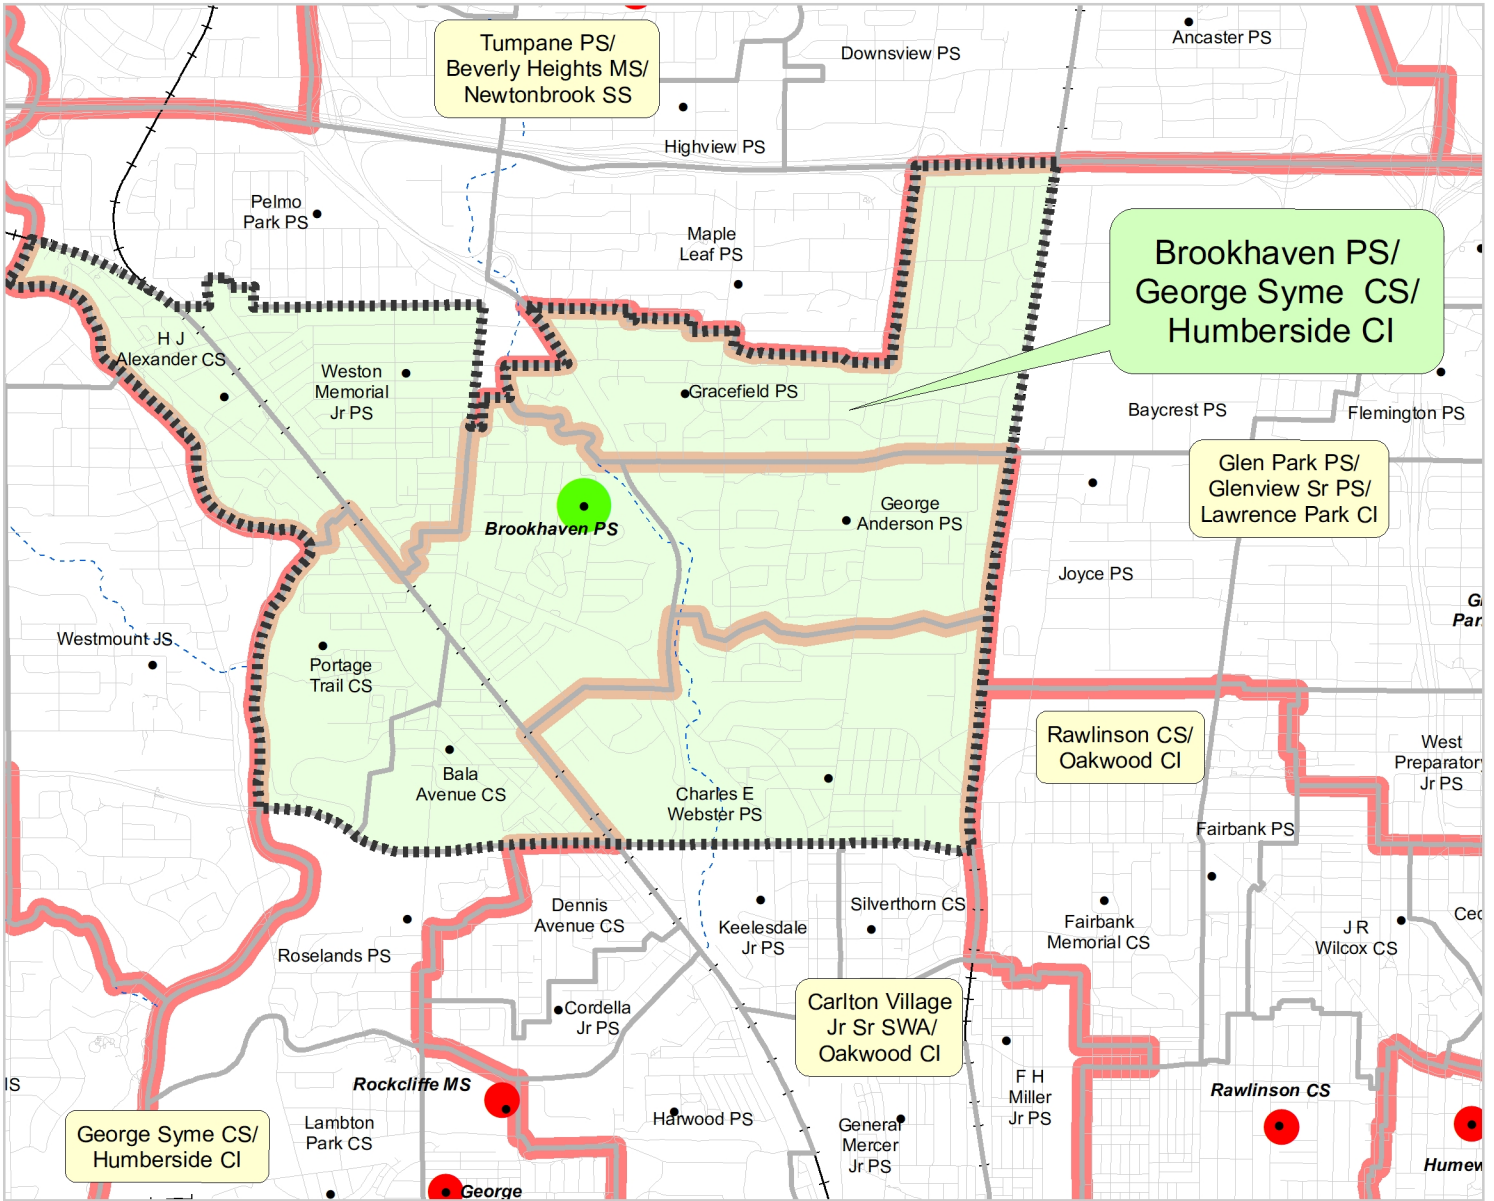 Tumpane PS/
Beverly Heights MS/
Newtonbrook SS
Downsview PS
Ancaster PS
Highview PS
Pelmo
Park PS
Maple
Leaf PS
Brookhaven PS/
George Syme CS/
Humberside CI
H J
Alexander CS
Weston
Memorial
Jr PS
Gracefield PS
Baycrest PS
Flemington PS
Glen Park PS/
Glenview Sr PS/
Lawrence Park CI
George
Anderson PS
Brookhaven PS
Joyce PS
Westmount JS
Portage
Trail CS
Rawlinson CS/
Oakwood CI
West
Preparatory
Jr PS
Bala
Avenue CS
Charles E
Webster PS
Fairbank PS
Dennis
Avenue CS
Keelesdale
Jr PS
Silverthorn CS
Fairbank
Memorial CS
J R
Wilcox CS
Roselands PS
Cordella
Jr PS
Carlton Village
Jr Sr SWA/
Oakwood CI
Rockcliffe MS
F H
Miller
Jr PS
Rawlinson CS
Lambton
Park CS
Harwood PS
General
Mercer
Jr PS
George Syme CS/
Humberside CI
George